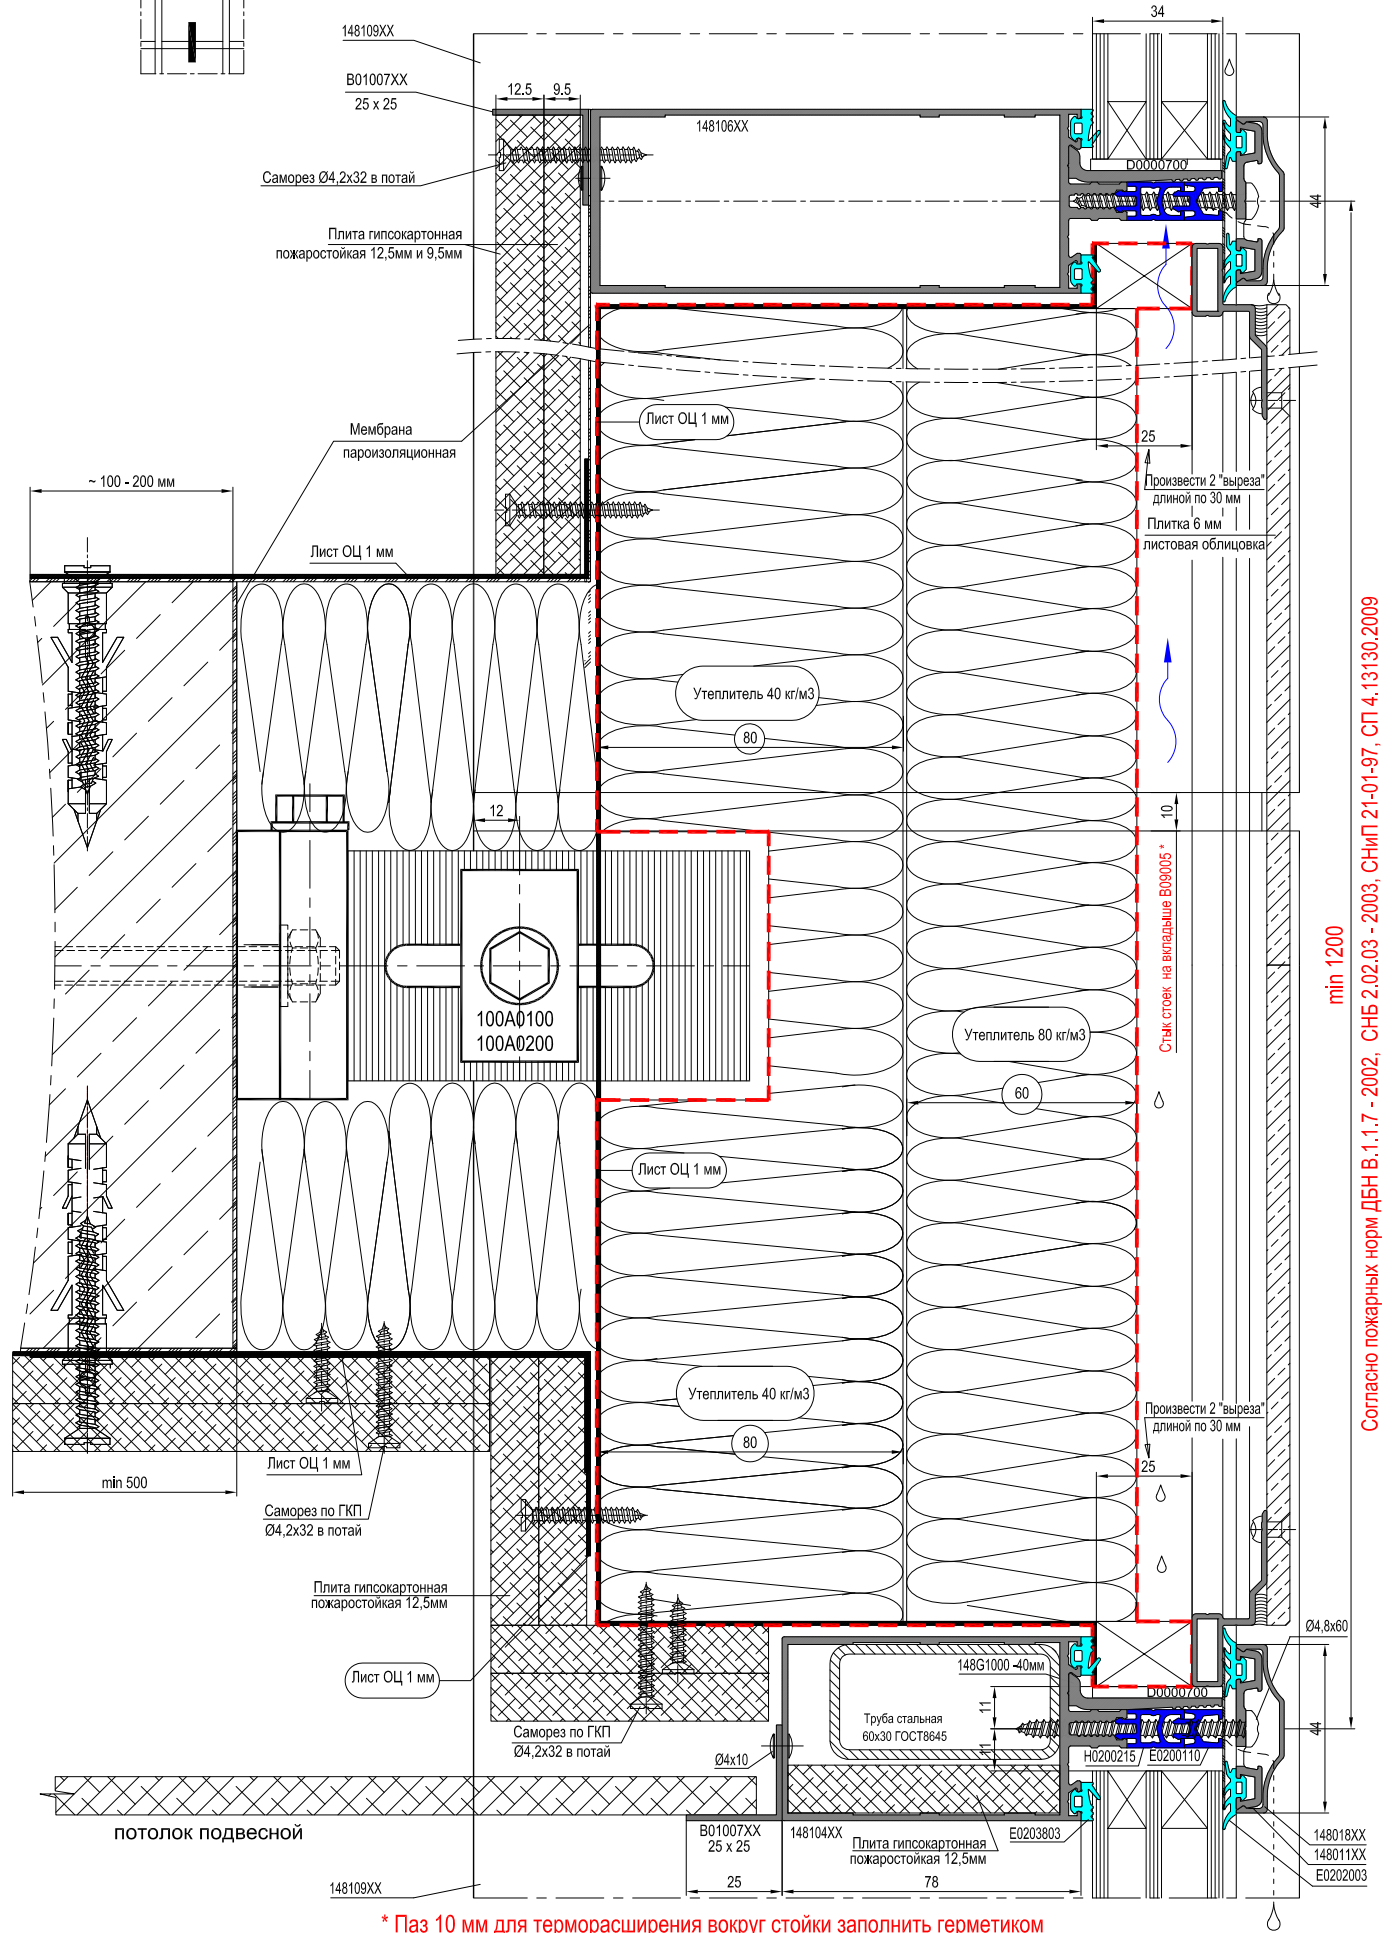 34
148109XX
B01007XX
25 x 25
12.5
9.5
148106XX
D0000700
Саморез Ø4,2x32 в потай
44
Плита гипсокартонная
пожаростойкая 12,5мм и 9,5мм
Лист ОЦ 1 мм
Мембрана
пароизоляционная
25
Произвести 2 "выреза"
длиной по 30 мм
Плитка 6 мм
листовая облицовка
~ 100 - 200 мм
Лист ОЦ 1 мм
Утеплитель 40 кг/м3
80
12
10
Стык стоек на вкладыше B09005 *
min 1200
Согласно пожарных норм ДБН В.1.1.7 - 2002, СНБ 2.02.03 - 2003, СНиП 21-01-97, СП 4.13130.2009
100A0100
100A0200
Утеплитель 80 кг/м3
60
Лист ОЦ 1 мм
Утеплитель 40 кг/м3
80
Произвести 2 "выреза"
длиной по 30 мм
25
Лист ОЦ 1 мм
min 500
Саморез по ГКП
Ø4,2x32 в потай
Плита гипсокартонная
пожаростойкая 12,5мм
Лист ОЦ 1 мм
Ø4,8x60
148G1000 -40мм
D0000700
11
Труба стальная
60x30 ГОСТ8645
11
44
Саморез по ГКП
Ø4,2x32 в потай
Ø4x10
H0200215
E0200110
потолок подвесной
B01007XX
25 x 25
148104XX
Плита гипсокартонная
пожаростойкая 12,5мм
E0203803
148018XX
148011XX
E0202003
25
78
148109XX
* Паз 10 мм для терморасширения вокруг стойки заполнить герметиком